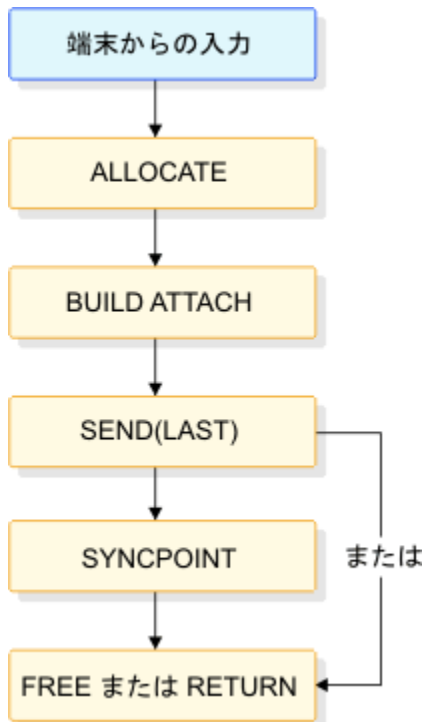 端末からの入力
ALLOCATE
BUILD ATTACH
SEND(LAST)
SYNCPOINT
または
FREE または RETURN